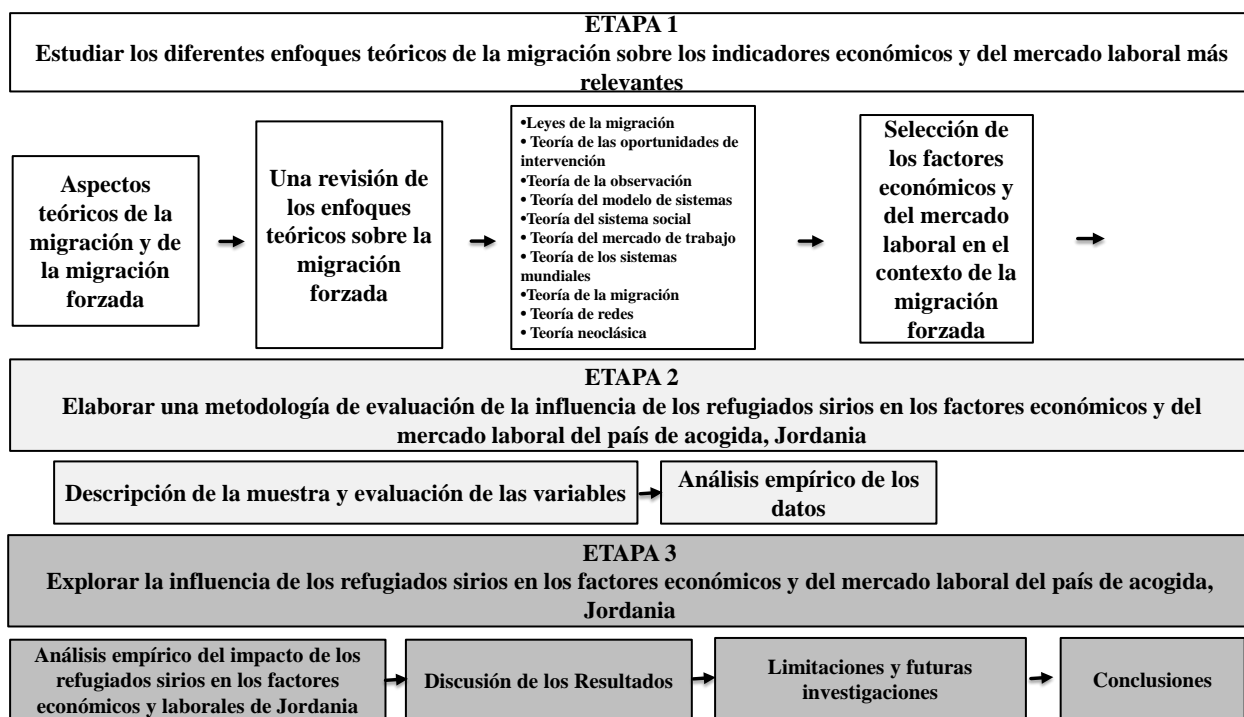 ETAPA 1
Estudiar los diferentes enfoques teóricos de la migración sobre los indicadores económicos y del mercado laboral más
relevantes
Aspectos
teóricos de la
migración y de
la migración
forzada
Una revisión de
los enfoques
teóricos sobre la
migración
forzada
•Leyes de la migración
• Teoría de las oportunidades de
intervención
•Teoría de la observación
• Teoría del modelo de sistemas
•Teoría del sistema social
• Teoría del mercado de trabajo
• Teoría de los sistemas
mundiales
•Teoría de la migración
• Teoría de redes
• Teoría neoclásica
Selección de
los factores
económicos y
del mercado
laboral en el
contexto de la
migración
forzada
ETAPA 2
Elaborar una metodología de evaluación de la influencia de los refugiados sirios en los factores económicos y del
mercado laboral del país de acogida, Jordania
Descripción de la muestra y evaluación de las variables
Análisis empírico de los
datos
ETAPA 3
Explorar la influencia de los refugiados sirios en los factores económicos y del mercado laboral del país de acogida,
Jordania
Análisis empírico del impacto de los
refugiados sirios en los factores
económicos y laborales de Jordania
Discusión de los Resultados
Limitaciones y futuras
investigaciones
Conclusiones